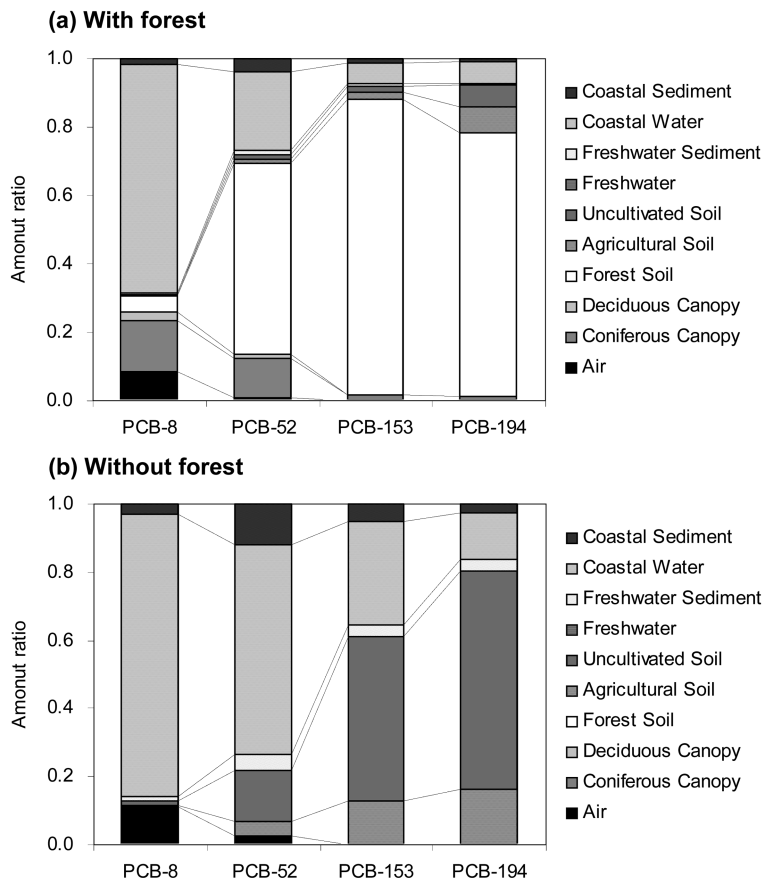 (a) With forest
Amonut ratio
1.0
0.8
0.6
0.4
0.2
0.0
PCB-8 PCB-52 PCB-153 PCB-194
Coastal Sediment
Coastal Water
Freshwater Sediment
Freshwater
Uncultivated Soil
Agricultural Soil
Forest Soil
Deciduous Canopy
Coniferous Canopy
Air
(b) Without forest
Amonut ratio
1.0
0.8
0.6
0.4
0.2
0.0
PCB-8 PCB-52 PCB-153 PCB-194
Coastal Sediment
Coastal Water
Freshwater Sediment
Freshwater
Uncultivated Soil
Agricultural Soil
Forest Soil
Deciduous Canopy
Coniferous Canopy
Air